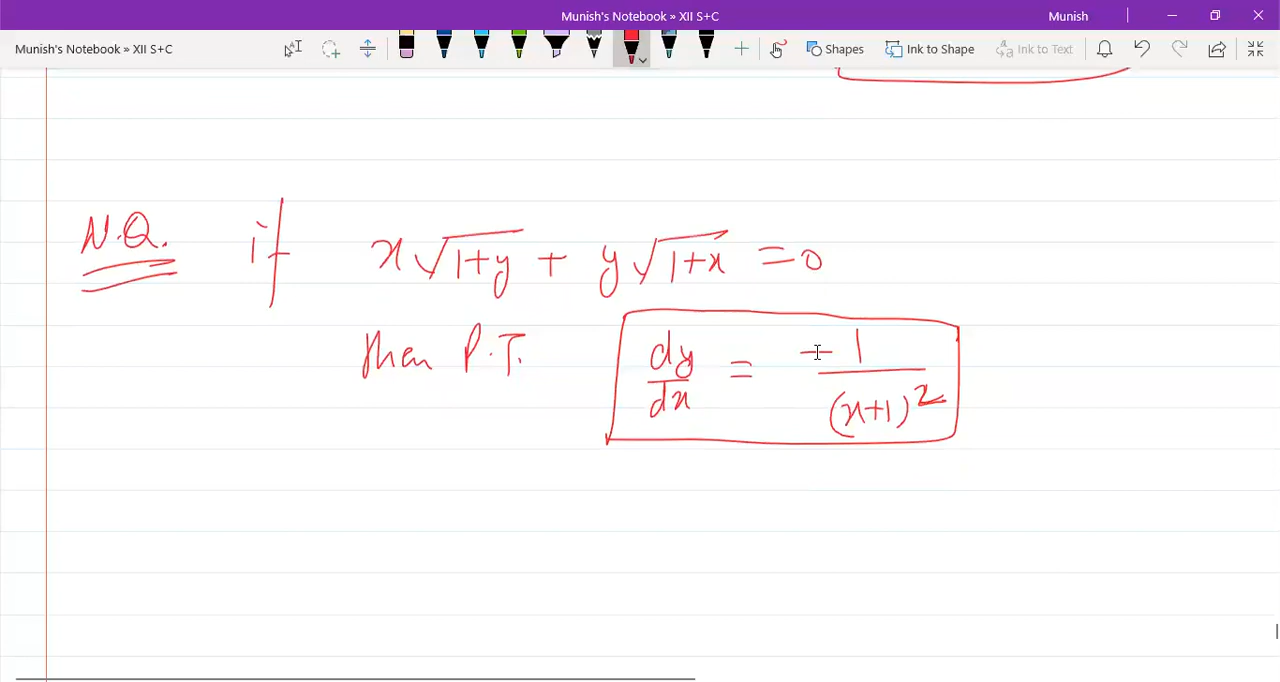 Munish's Notebook » XII S+C
Munish
Munish's Notebook » XII S+C
Shapes
Ink to Shape
Ink to Text
N.Q. if x√1+y + y√1+x = 0
then P.T. dy/dx = -1/(x+1)²